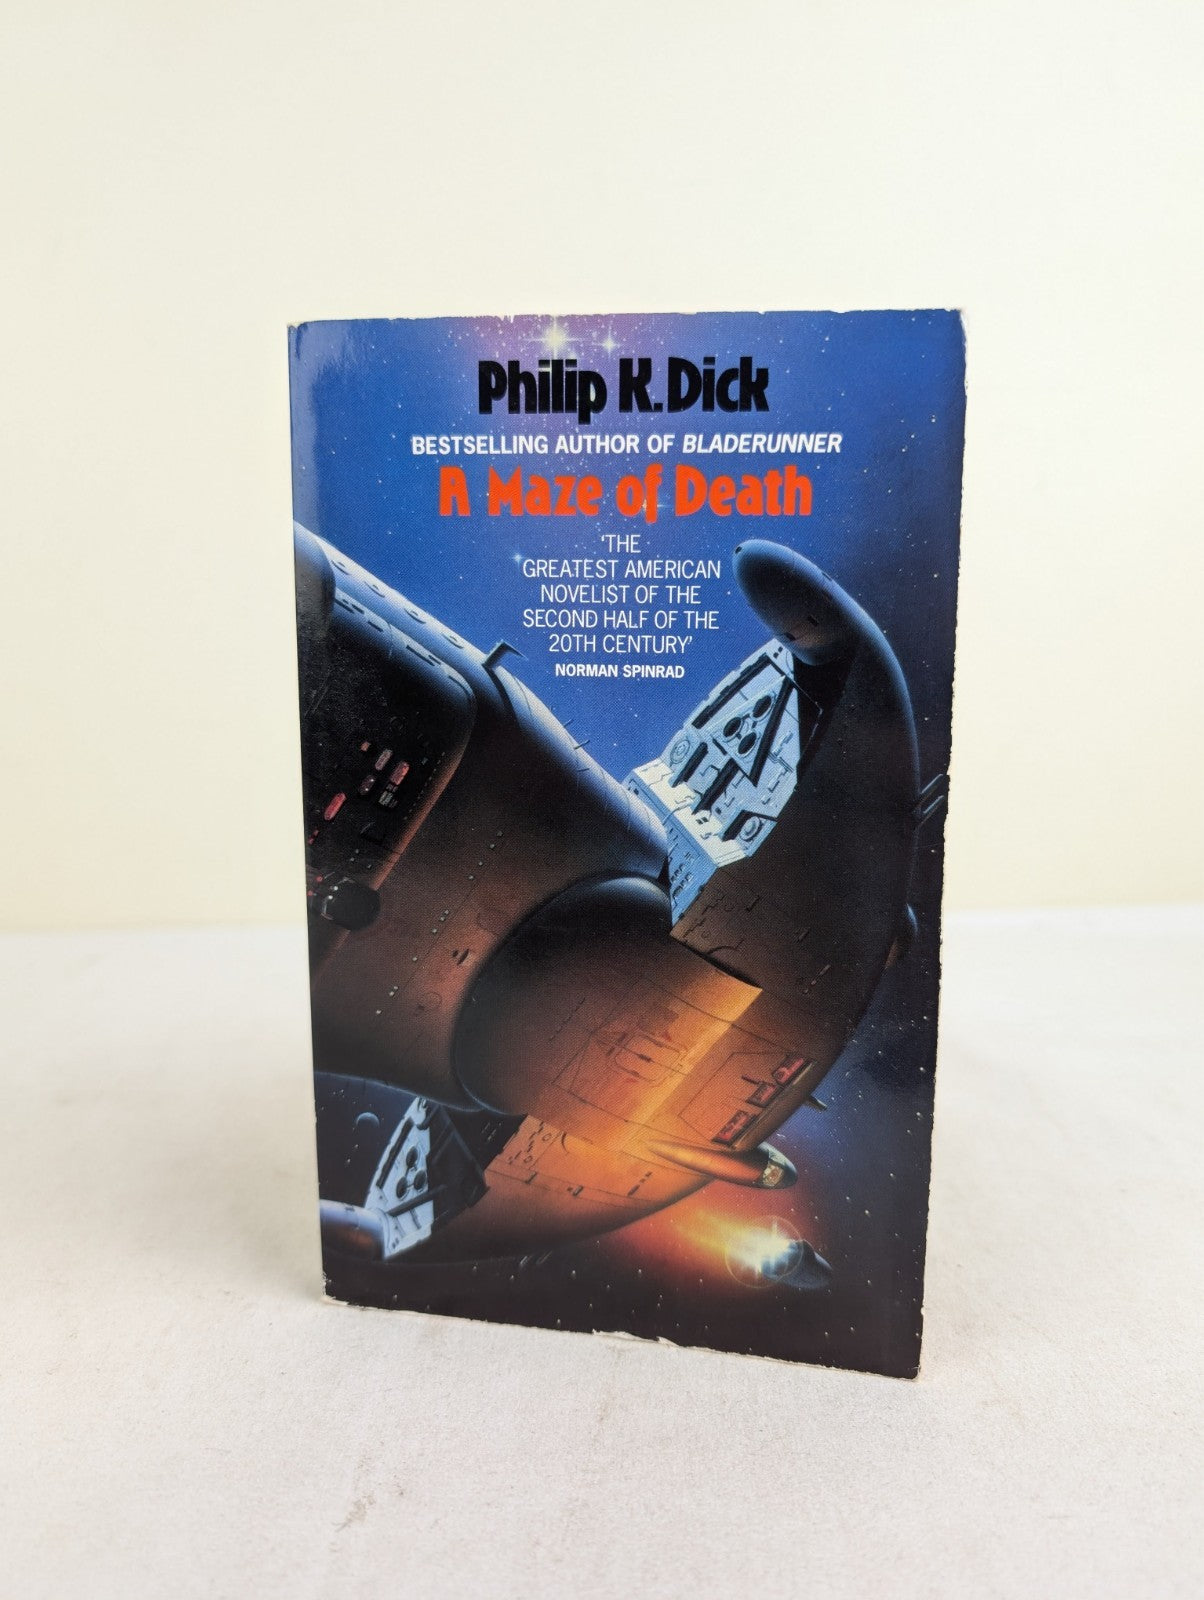 Philip K. Dick
BESTSELLING AUTHOR OF BLADERUNNER
A Maze of Death
'THE
GREATEST AMERICAN
NOVELIST OF THE
SECOND HALF OF THE
20TH CENTURY'
NORMAN SPINRAD